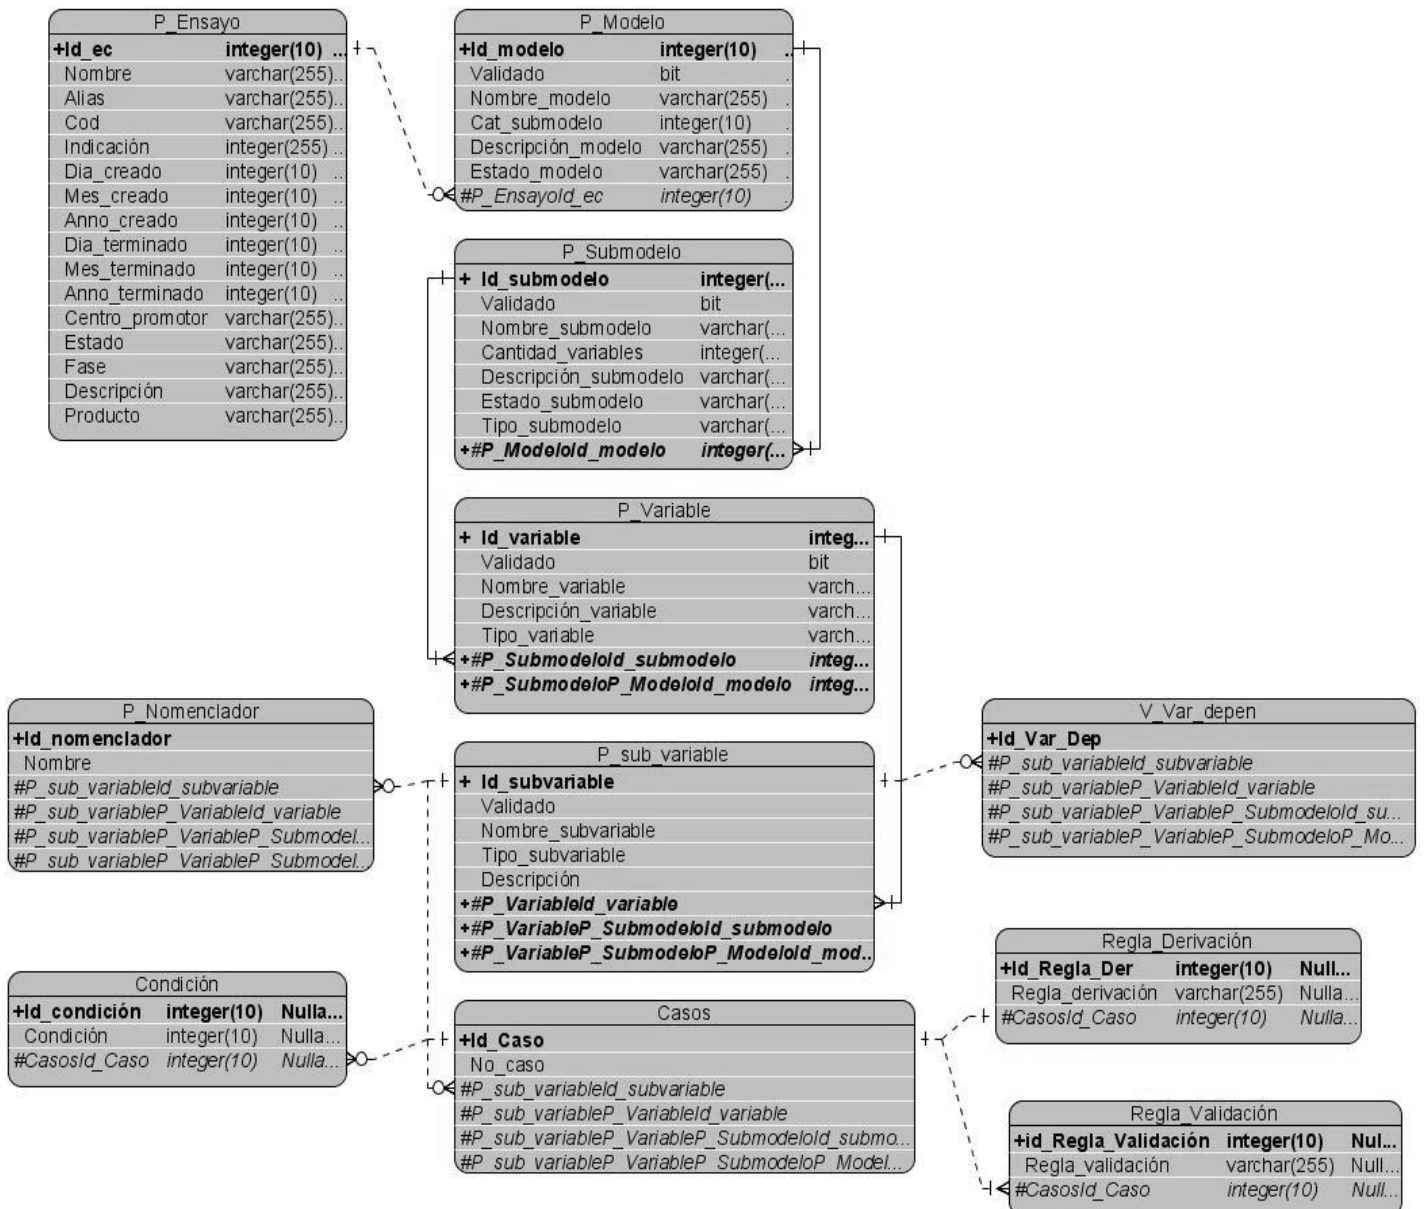 P_Ensayo
+Id_ec integer(10) ...
Nombre varchar(255)..
Alias varchar(255)..
Cod varchar(255)..
Indicación integer(255) ..
Dia_creado integer(10) ..
Mes_creado integer(10) ..
Anno_creado integer(10) ..
Dia_terminado integer(10) ..
Mes_terminado integer(10) ..
Anno_terminado integer(10) ..
Centro_promotor varchar(255)..
Estado varchar(255)..
Fase varchar(255)..
Descripción varchar(255)..
Producto varchar(255)..
P_Modelo
+Id_modelo integer(10) .
Validado bit .
Nombre_modelo varchar(255) .
Cat_submodelo integer(10) .
Descripción_modelo varchar(255) .
Estado_modelo varchar(255) .
#P_EnsayoId_ec integer(10) .
P_Submodelo
+ Id_submodelo integer(...
Validado bit
Nombre_submodelo varchar(...
Cantidad_variables integer(...
Descripción_submodelo varchar(...
Estado_submodelo varchar(...
Tipo_submodelo varchar(...
+#P_ModeloId_modelo integer(...
P_Variable
+ Id_variable integ...
Validado bit
Nombre_variable varch...
Descripción_variable varch...
Tipo_variable varch...
+#P_SubmodeloId_submodelo integ...
+#P_SubmodeloP_ModeloId_modelo integ...
P_Nomenclador
+Id_nomenclador
Nombre
#P_sub_variableId_subvariable
#P_sub_variableP_VariableId_variable
#P_sub_variableP_VariableP_Submodel...
#P_sub_variableP_VariableP_Submodel...
P_sub_variable
+ Id_subvariable
Validado
Nombre_subvariable
Tipo_subvariable
Descripción
+#P_VariableId_variable
+#P_VariableP_SubmodeloId_submodelo
+#P_VariableP_SubmodeloP_ModeloId_mod..
V_Var_depen
+Id_Var_Dep
#P_sub_variableId_subvariable
#P_sub_variableP_VariableId_variable
#P_sub_variableP_VariableP_SubmodeloId_su...
#P_sub_variableP_VariableP_SubmodeloP_Mo...
Condición
+Id_condición integer(10) Nulla...
Condición integer(10) Nulla...
#CasosId_Caso integer(10) Nulla...
Casos
+Id_Caso
No_caso
#P_sub_variableId_subvariable
#P_sub_variableP_VariableId_variable
#P_sub_variableP_VariableP_SubmodeloId_submo...
#P_sub_variableP_VariableP_SubmodeloP_Model...
Regla_Derivación
+Id_Regla_Der integer(10) Null...
Regla_derivación varchar(255) Nulla...
#CasosId_Caso integer(10) Nulla...
Regla_Validación
+id_Regla_Validación integer(10) Nul...
Regla_validación varchar(255) Null...
#CasosId_Caso integer(10) Null...